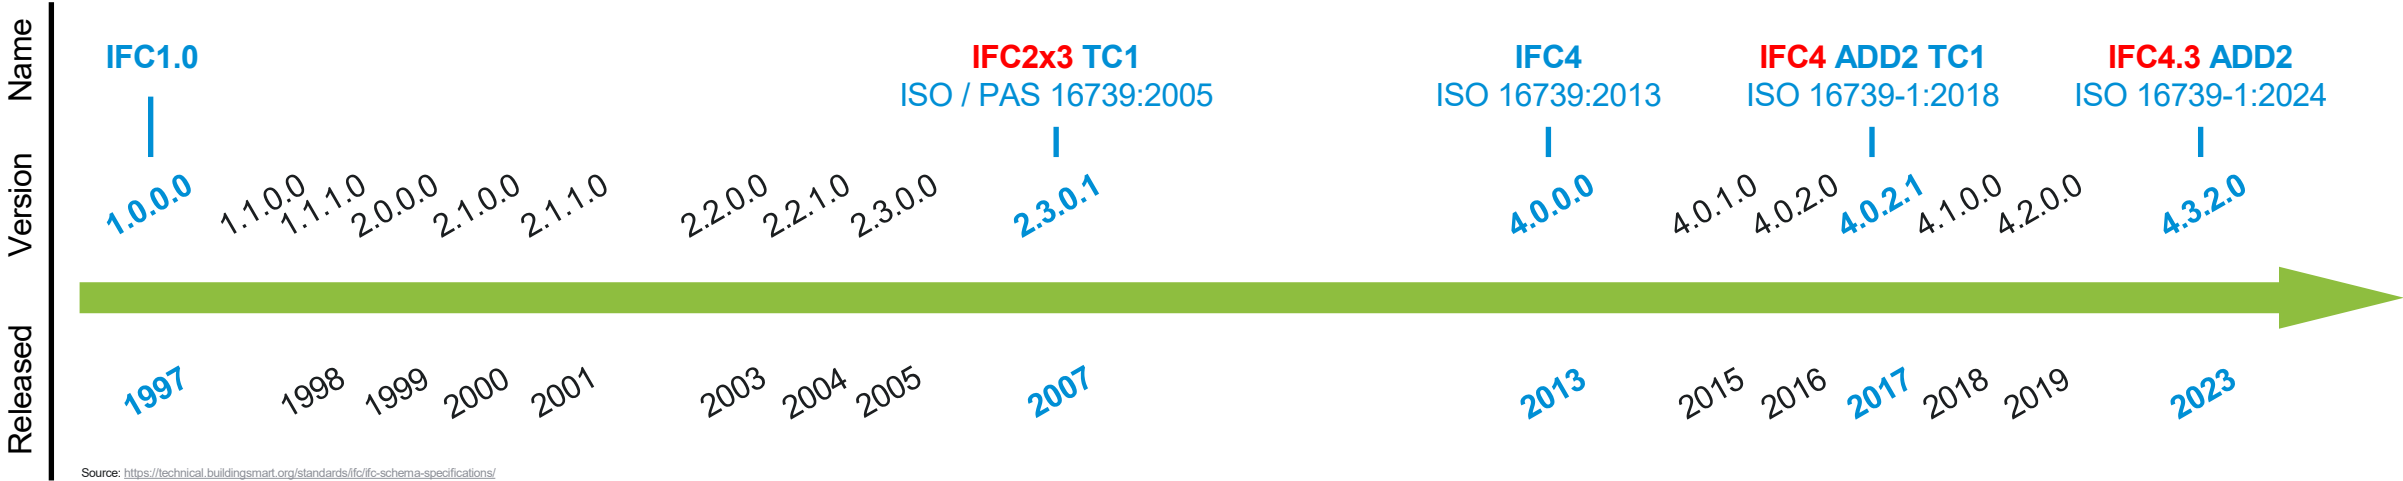 Name
IFC1.0
IFC2x3 TC1
ISO / PAS 16739:2005
IFC4
ISO 16739:2013
IFC4 ADD2 TC1
ISO 16739-1:2018
IFC4.3 ADD2
ISO 16739-1:2024
Version
1.0.0.0
1.1.0.0
1.1.1.0
2.0.0.0
2.1.0.0
2.1.1.0
2.2.0.0
2.2.1.0
2.3.0.0
2.3.0.1
4.0.0.0
4.0.1.0
4.0.2.0
4.0.2.1
4.1.0.0
4.2.0.0
4.3.2.0
Released
1997
1998
1999
2000
2001
2003
2004
2005
2007
2013
2015
2016
2017
2018
2019
2023
Source: https://technical.buildingsmart.org/standards/ifc/ifc-schema-specifications/